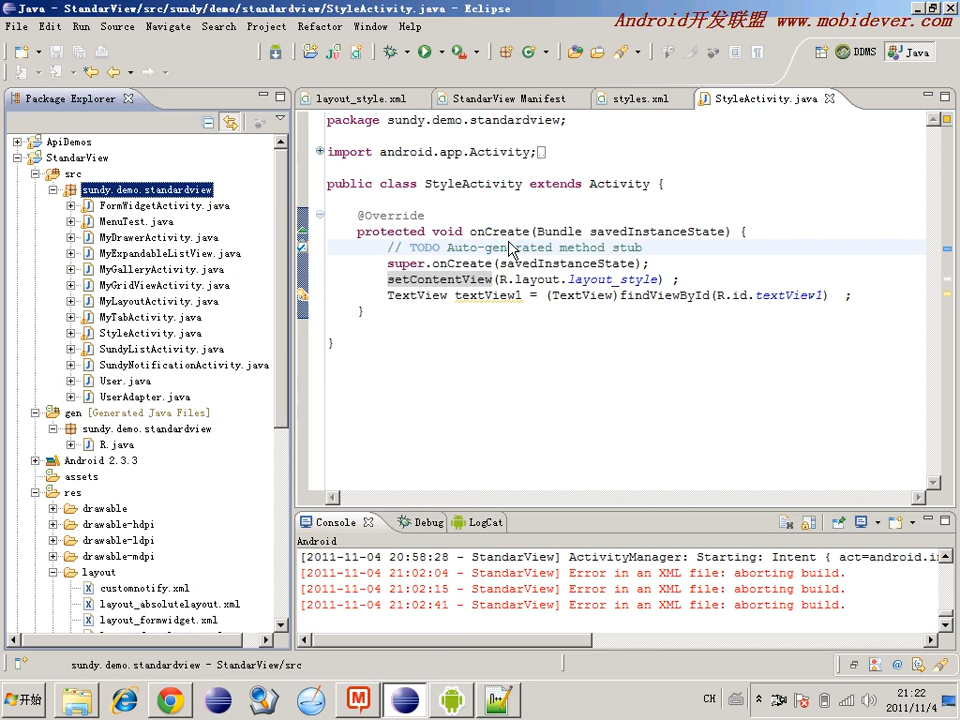 Java - StandarView/src/sundy/demo/standardview/StyleActivity.java - Eclipse
Android开发联盟 www.mobidever.com
File Edit Run Source Navigate Search Project Refactor Window Help
DDMS Java
Package Explorer
layout_style.xml StandarView Manifest styles.xml StyleActivity.java
ApiDemos
StandarView
src
sundy.demo.standardview
FormWidgetActivity.java
MenuTest.java
MyDrawerActivity.java
MyExpandableListView.java
MyGalleryActivity.java
MyGridViewActivity.java
MyLayoutActivity.java
MyTabActivity.java
StyleActivity.java
SundyListActivity.java
SundyNotificationActivity.java
User.java
UserAdapter.java
gen [Generated Java Files]
sundy.demo.standardview
R.java
Android 2.3.3
assets
res
drawable
drawable-hdpi
drawable-ldpi
drawable-mdpi
layout
customnotify.xml
layout_absolutelayout.xml
layout_formwidget.xml
package sundy.demo.standardview;
import android.app.Activity;
public class StyleActivity extends Activity {
@Override
protected void onCreate(Bundle savedInstanceState) {
// TODO Auto-generated method stub
super.onCreate(savedInstanceState);
setContentView(R.layout.layout_style) ;
TextView textView1 = (TextView)findViewById(R.id.textView1) ;
}
}
Console Debug LogCat
Android
[2011-11-04 20:58:28 - StandarView] ActivityManager: Starting: Intent { act=android.i
[2011-11-04 21:02:04 - StandarView] Error in an XML file: aborting build.
[2011-11-04 21:02:15 - StandarView] Error in an XML file: aborting build.
[2011-11-04 21:02:41 - StandarView] Error in an XML file: aborting build.
sundy.demo.standardview - StandarView/src
开始
CH
21:22
2011/11/4